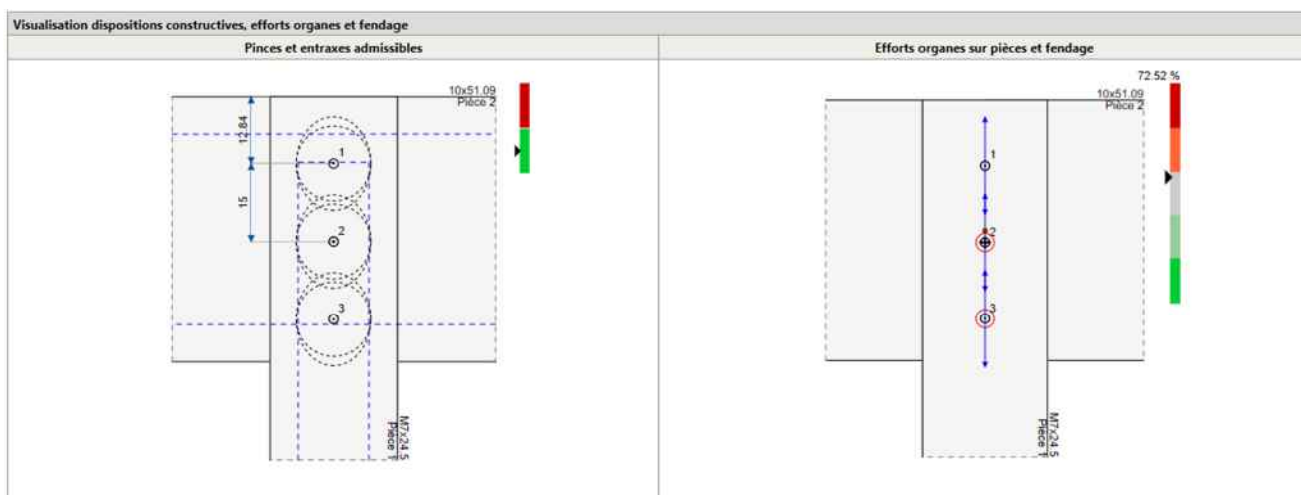 Visualisation dispositions constructives, efforts organes et fendage
Pinces et entraxes admissibles
Efforts organes sur pièces et fendage
10x51.09
Pièce 2
12.84
15
1
2
3
M7x24.5
Pièce 1
72.52 %
10x51.09
Pièce 2
1
2
3
M7x24.5
Pièce 1